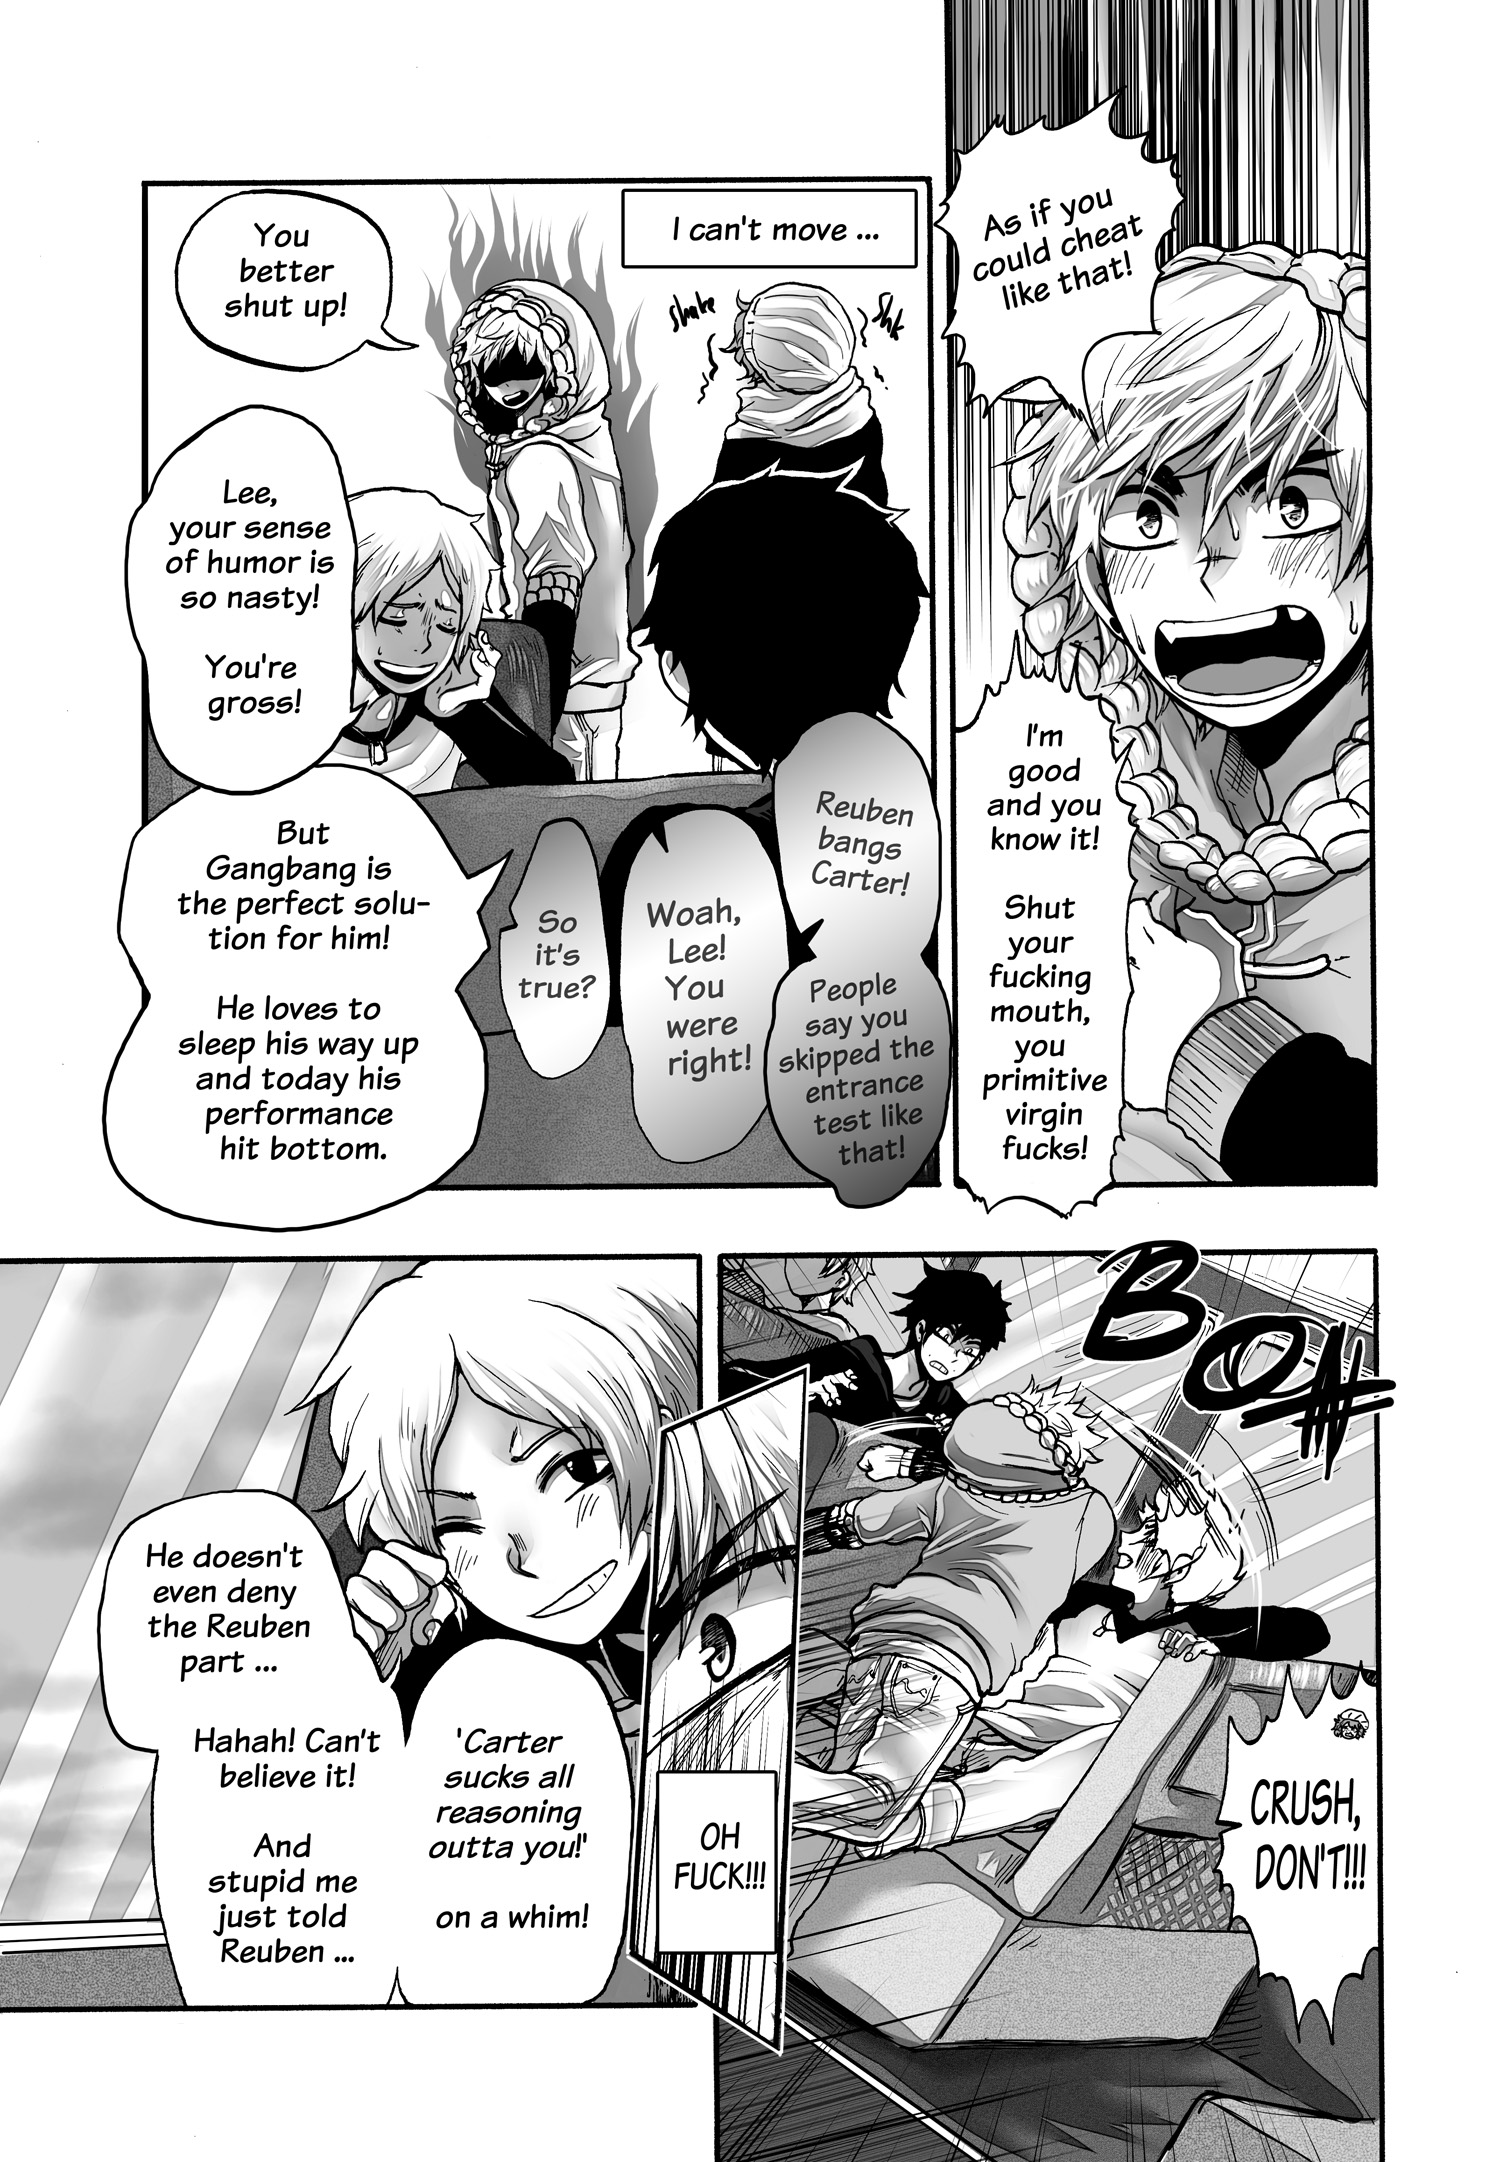 You
better
shut up!
I can't move ...
shake
Shk
Lee,
your sense
of humor is
so nasty!
You're
gross!
But
Gangbang is
the perfect solu-
tion for him!
He loves to
sleep his way up
and today his
performance
hit bottom.
So
it's
true?
Woah,
Lee!
You
were
right!
Reuben
bangs
Carter!
People
say you
skipped the
entrance
test like
that!
As if you
could cheat
like that!
I'm
good
and you
know it!
Shut
your
fucking
mouth,
you
primitive
virgin
fucks!
He doesn't
even deny
the Reuben
part ...
Hahah! Can't
believe it!
And
stupid me
just told
Reuben ...
'Carter
sucks all
reasoning
outta you!'
on a whim!
OH
FUCK!!!
CRUSH,
DON'T!!!